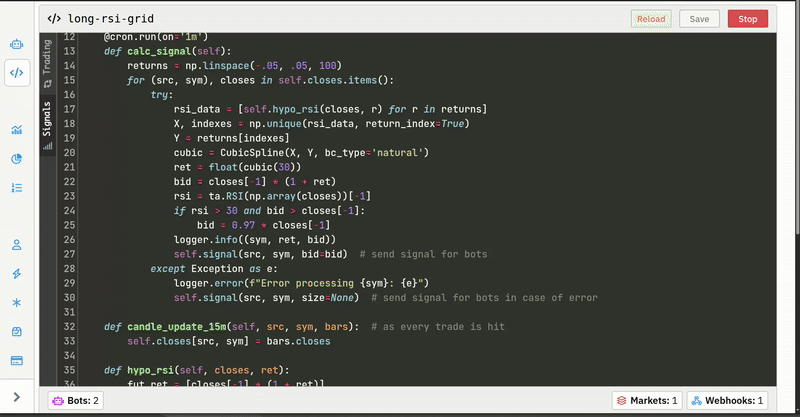 </> long-rsi-grid
Reload
Save
Stop
Trading
Signals
12 @cron.run(on='1m')
13 def calc_signal(self):
14 returns = np.linspace(-.05, .05, 100)
15 for (src, sym), closes in self.closes.items():
16 try:
17 rsi_data = [self.hypo_rsi(closes, r) for r in returns]
18 X, indexes = np.unique(rsi_data, return_index=True)
19 Y = returns[indexes]
20 cubic = CubicSpline(X, Y, bc_type='natural')
21 ret = float(cubic(30))
22 bid = closes[-1] * (1 + ret)
23 rsi = ta.RSI(np.array(closes))[-1]
24 if rsi > 30 and bid > closes[-1]:
25 bid = 0.97 * closes[-1]
26 logger.info((sym, ret, bid))
27 self.signal(src, sym, bid=bid) # send signal for bots
28 except Exception as e:
29 logger.error(f"Error processing {sym}: {e}")
30 self.signal(src, sym, size=None) # send signal for bots in case of error
31
32 def candle_update_15m(self, src, sym, bars): # as every trade is hit
33 self.closes[src, sym] = bars.closes
34
35 def hypo_rsi(self, closes, ret):
36 fut_ret = [closes[-1] * (1 + ret)]
Bots: 2
Markets: 1
Webhooks: 1